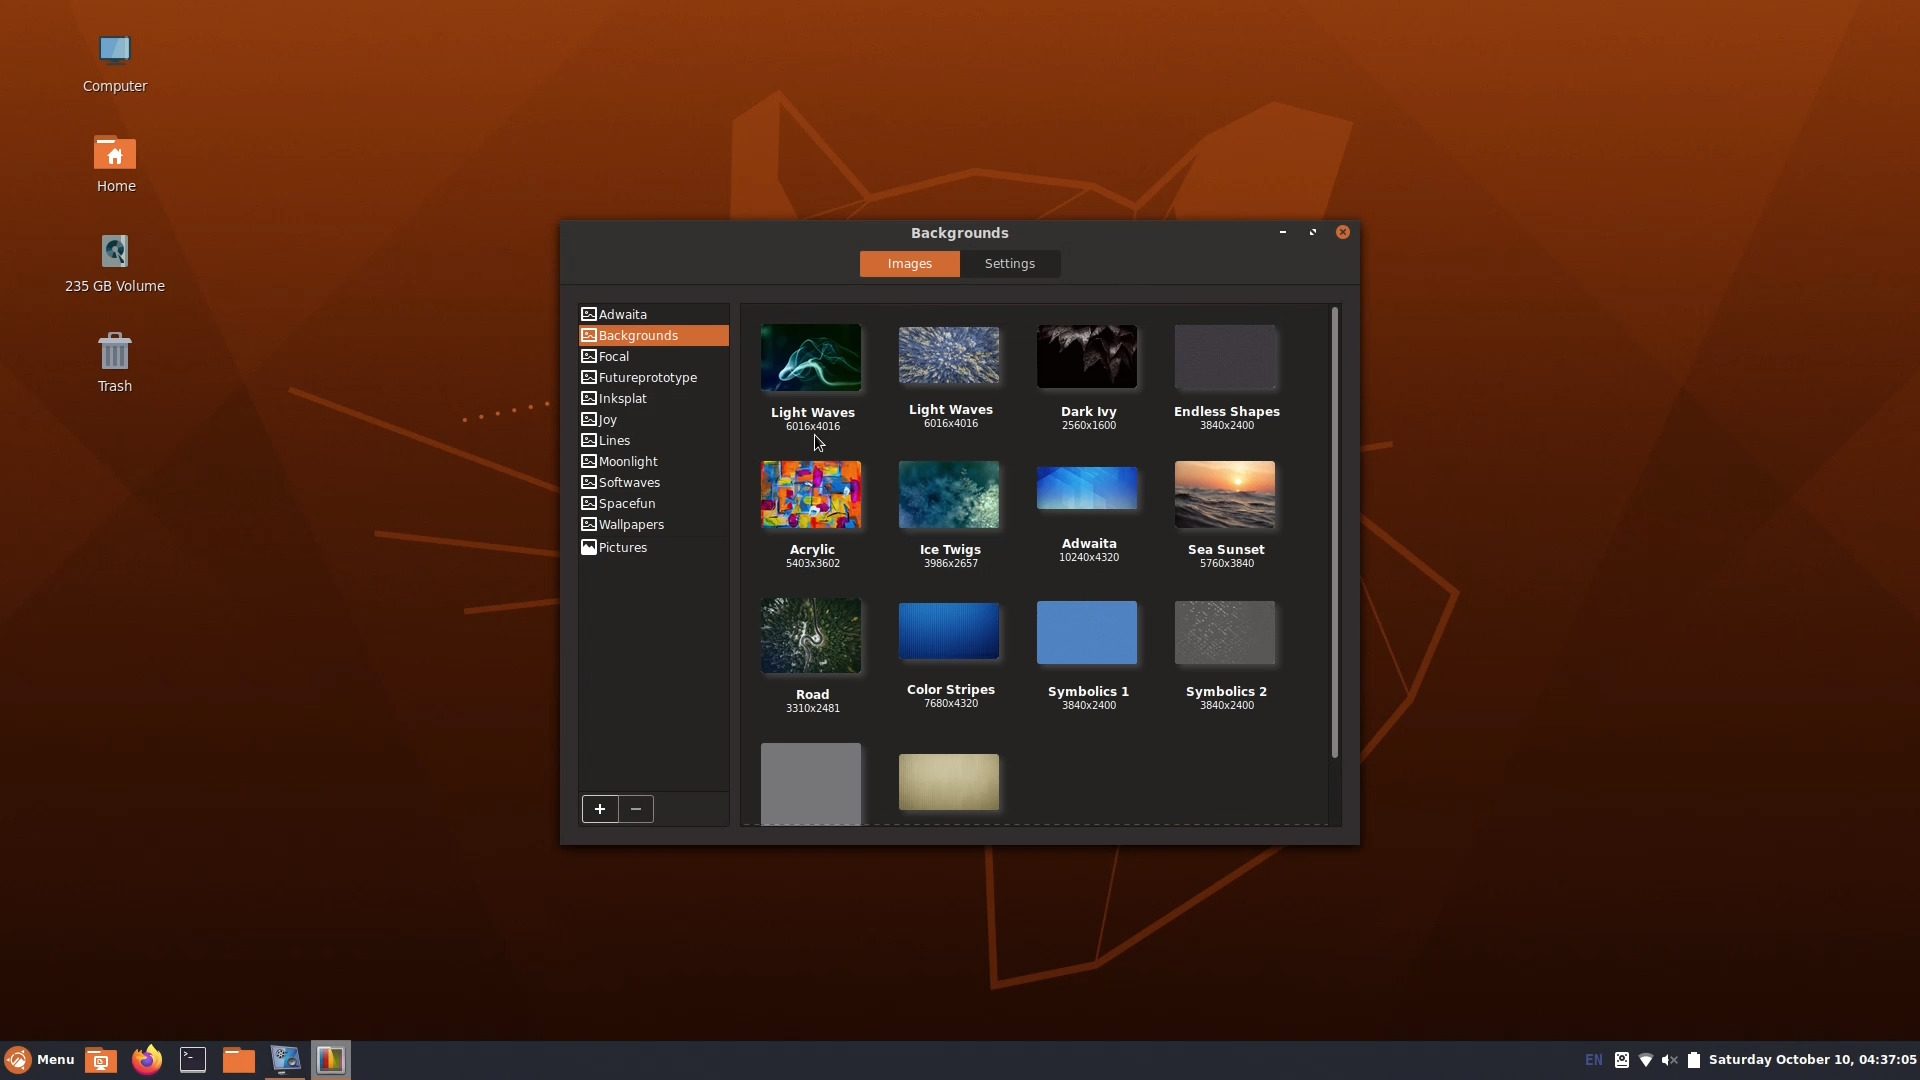 Computer
Home
235 GB Volume
Trash
Backgrounds
Images
Settings
Adwaita
Backgrounds
Focal
Futureprototype
Inksplat
Joy
Lines
Moonlight
Softwaves
Spacefun
Wallpapers
Pictures
Light Waves
6016x4016
Light Waves
6016x4016
Dark Ivy
2560x1600
Endless Shapes
3840x2400
Acrylic
5403x3602
Ice Twigs
3986x2657
Adwaita
10240x4320
Sea Sunset
5760x3840
Road
3310x2481
Color Stripes
7680x4320
Symbolics 1
3840x2400
Symbolics 2
3840x2400
Menu
EN
Saturday October 10, 04:37:05